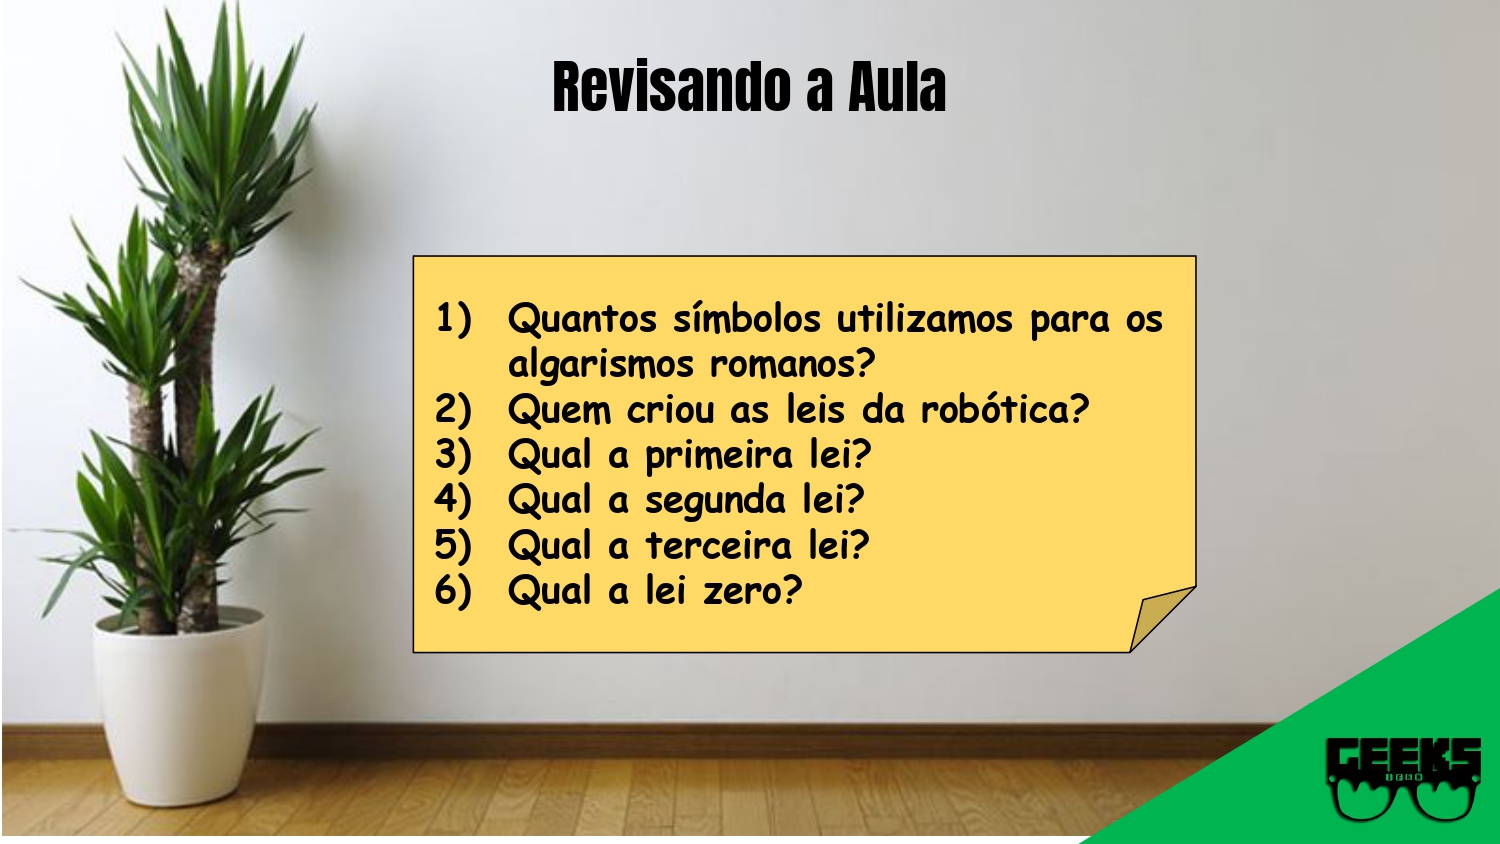 Revisando a Aula
1) Quantos símbolos utilizamos para os
algarismos romanos?
2) Quem criou as leis da robótica?
3) Qual a primeira lei?
4) Qual a segunda lei?
5) Qual a terceira lei?
6) Qual a lei zero?
GEEKS